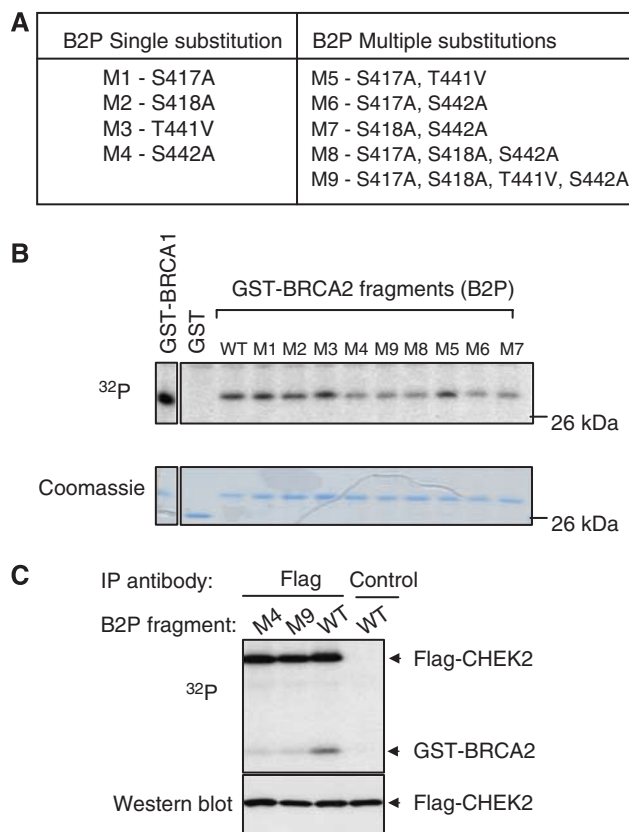 A
B2P Single substitution
B2P Multiple substitutions
M1 - S417A
M2 - S418A
M3 - T441V
M4 - S442A
M5 - S417A, T441V
M6 - S417A, S442A
M7 - S418A, S442A
M8 - S417A, S418A, S442A
M9 - S417A, S418A, T441V, S442A
B
GST-BRCA1
GST
GST-BRCA2 fragments (B2P)
WT M1 M2 M3 M4 M9 M8 M5 M6 M7
32P
26 kDa
Coomassie
26 kDa
C
IP antibody: Flag Control
B2P fragment: M4 M9 WT WT
32P
Flag-CHEK2
GST-BRCA2
Western blot
Flag-CHEK2